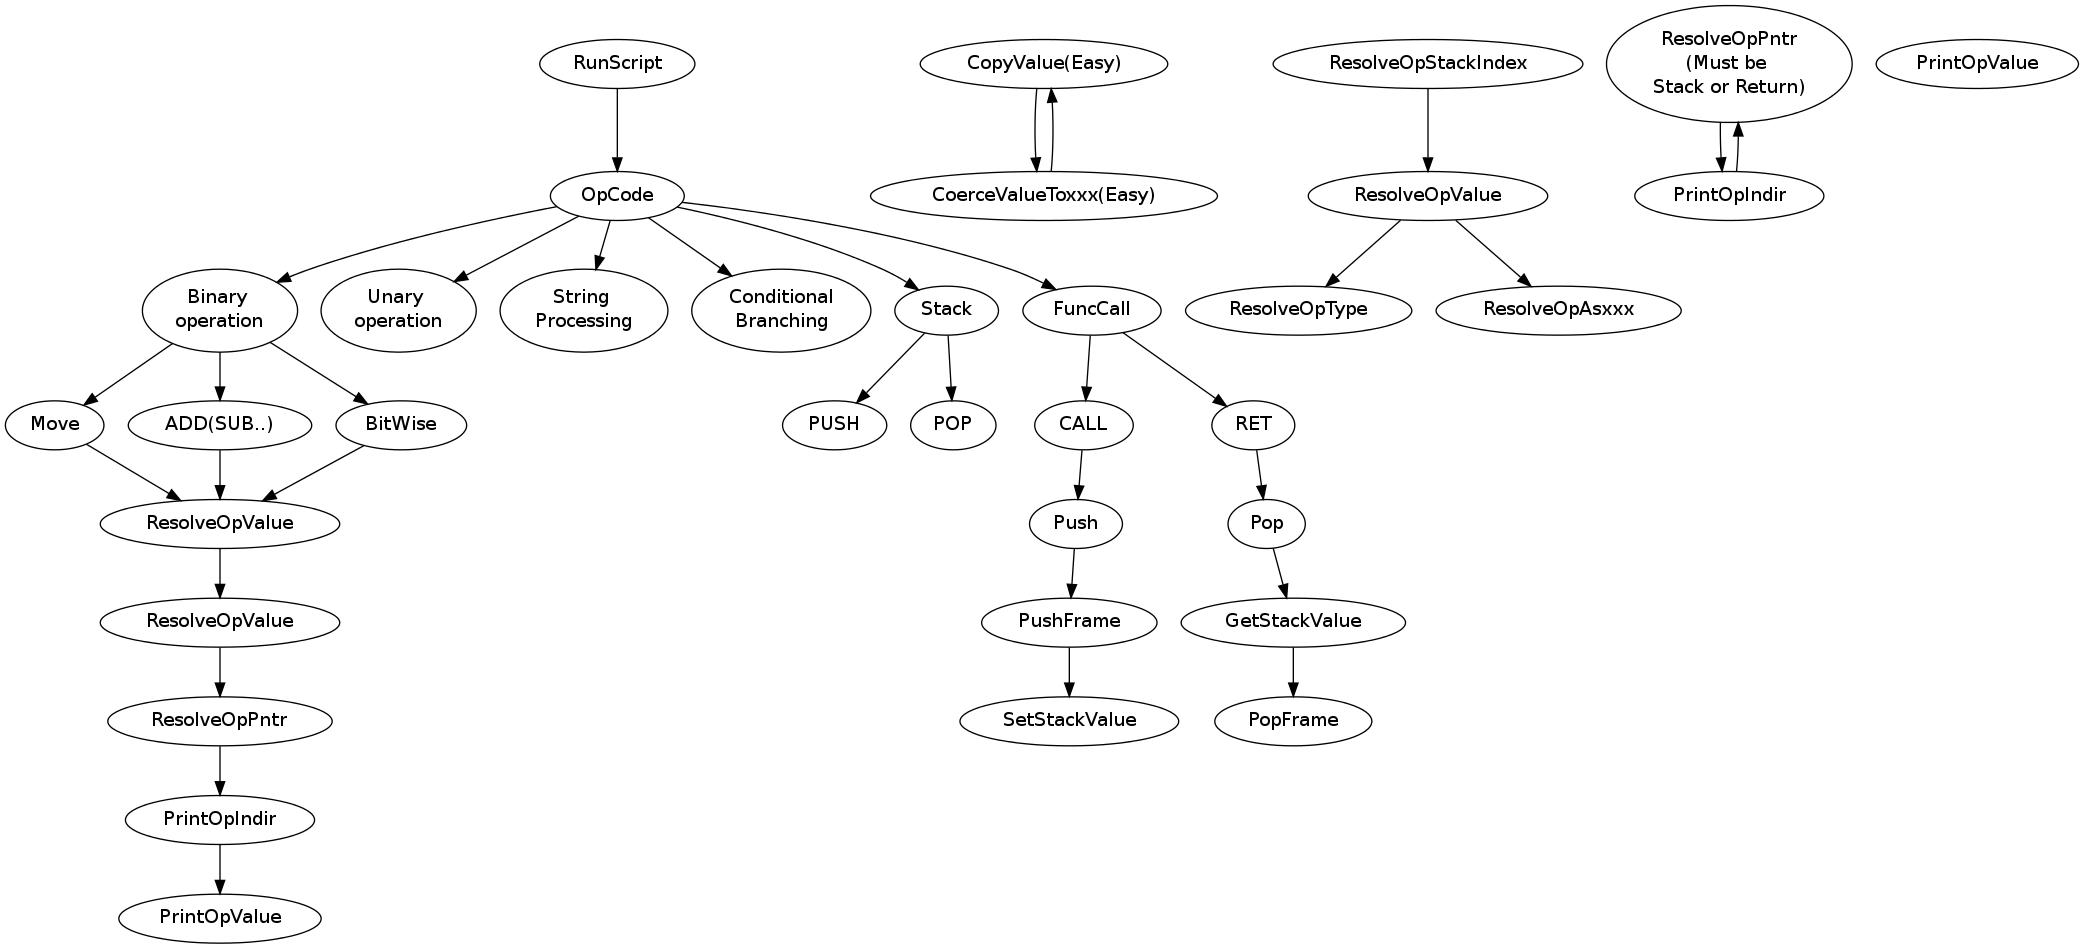 RunScript
CopyValue(Easy)
ResolveOpStackIndex
ResolveOpPntr
(Must be
Stack or Return)
PrintOpValue
OpCode
CoerceValueToxxx(Easy)
ResolveOpValue
PrintOpIndir
Binary
operation
Unary
operation
String
Processing
Conditional
Branching
Stack
FuncCall
ResolveOpType
ResolveOpAsxxx
Move
ADD(SUB..)
BitWise
PUSH
POP
CALL
RET
ResolveOpValue
Push
Pop
ResolveOpValue
PushFrame
GetStackValue
ResolveOpPntr
SetStackValue
PopFrame
PrintOpIndir
PrintOpValue